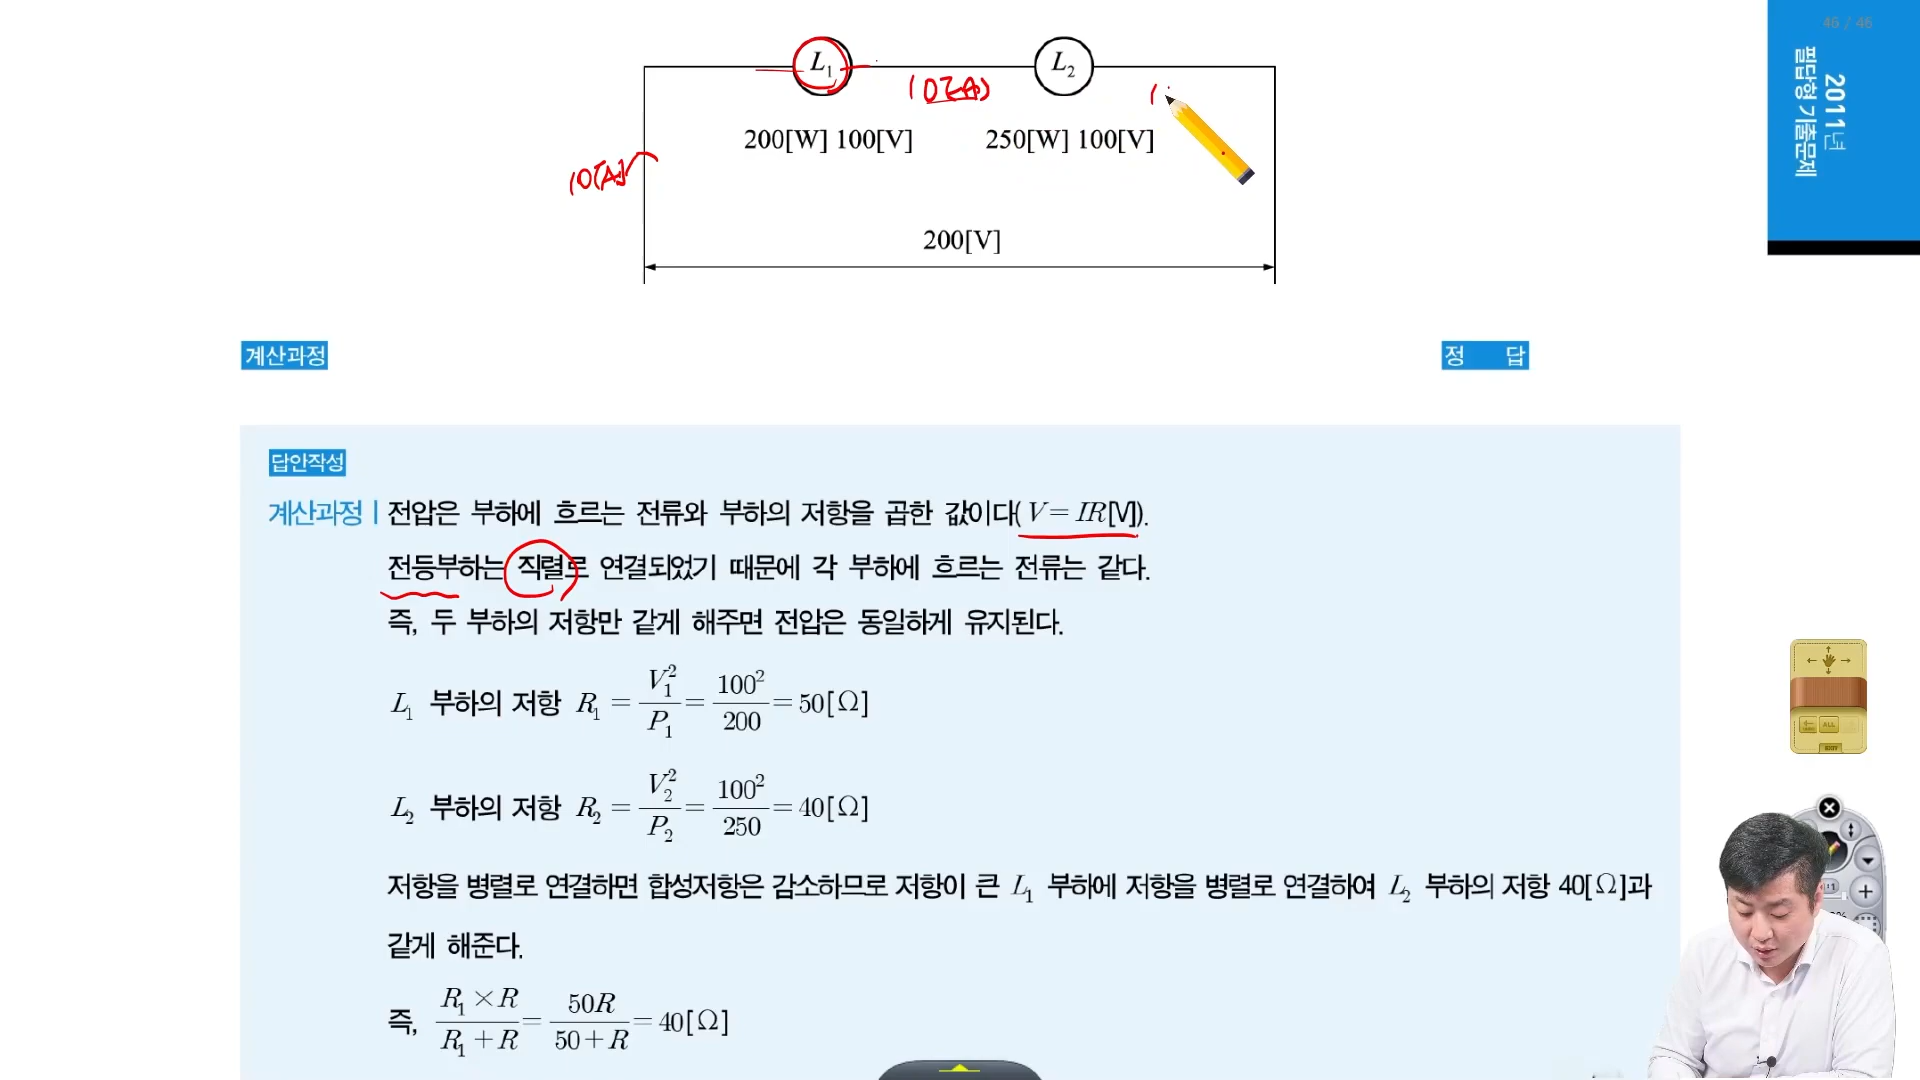 46 / 46
2011년
필답형 기출문제
L₁
L₂
10[A]
200[W] 100[V]
250[W] 100[V]
10[A]
200[V]
계산과정
정 답
답안작성
계산과정 | 전압은 부하에 흐르는 전류와 부하의 저항을 곱한 값이다( V = IR[V]).
전등부하는 직렬로 연결되었기 때문에 각 부하에 흐르는 전류는 같다.
즉, 두 부하의 저항만 같게 해주면 전압은 동일하게 유지된다.
L₁ 부하의 저항 R₁ = V₁²/P₁ = 100²/200 = 50[Ω]
L₂ 부하의 저항 R₂ = V₂²/P₂ = 100²/250 = 40[Ω]
저항을 병렬로 연결하면 합성저항은 감소하므로 저항이 큰 L₁ 부하에 저항을 병렬로 연결하여 L₂ 부하의 저항 40[Ω]과
같게 해준다.
즉, R₁×R/R₁+R = 50R/50+R = 40[Ω]
ALL